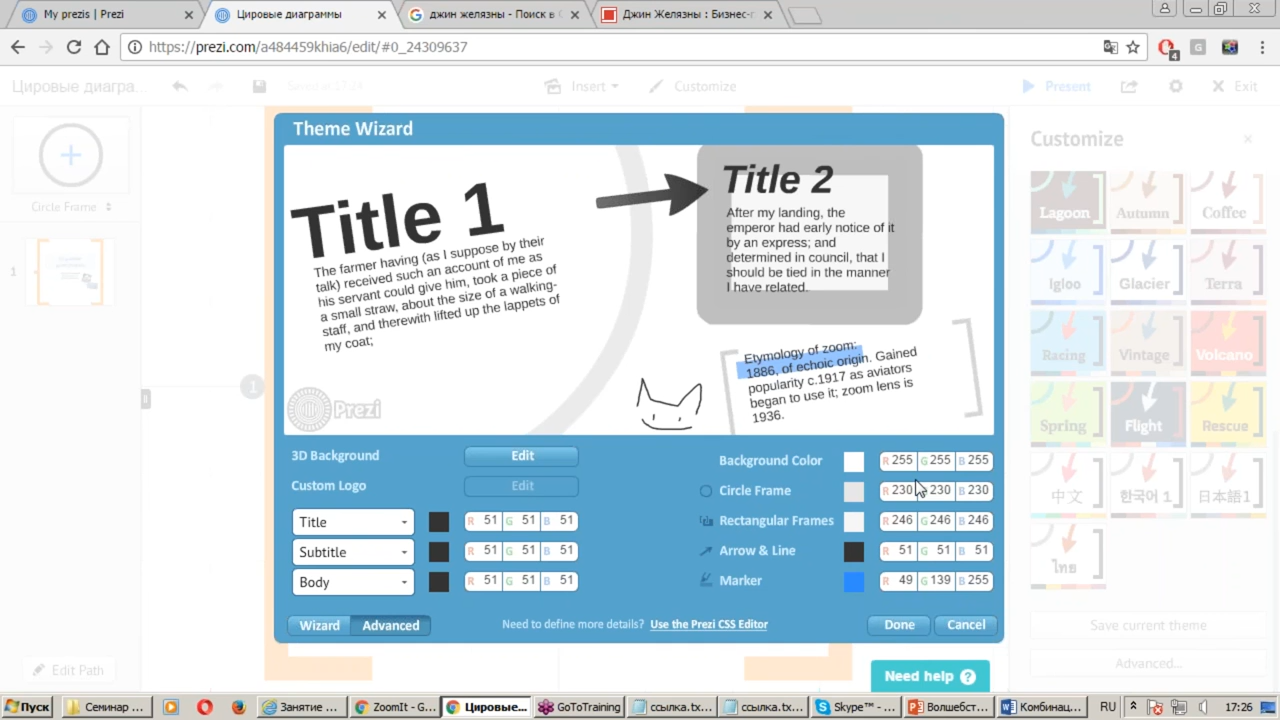 My prezis | Prezi
Цировые диаграммы
джин желязны - Поиск в G
Джин Желязны : Бизнес-г
https://prezi.com/a484459khia6/edit/#0_24309637
4
Цировые диагра...
Insert
Customize
Present
Exit
Circle Frame
1
1
Edit Path
Theme Wizard
Title 1
The farmer having (as I suppose by their
talk) received such an account of me as
his servant could give him, took a piece of
a small straw, about the size of a walking-
staff, and therewith lifted up the lappets of
my coat;
Title 2
After my landing, the
emperor had early notice of it
by an express; and
determined in council, that I
should be tied in the manner
I have related.
Etymology of zoom:
1886, of echoic origin. Gained
popularity c.1917 as aviators
began to use it; zoom lens is
1936.
Prezi
3D Background
Edit
Custom Logo
Edit
Title
R 51 G 51 B 51
Subtitle
R 51 G 51 B 51
Body
R 51 G 51 B 51
Background Color
R 255 G 255 B 255
Circle Frame
R 230 230 B 230
Rectangular Frames
R 246 G 246 B 246
Arrow & Line
R 51 G 51 B 51
Marker
R 49 G 139 B 255
Wizard
Advanced
Need to define more details? Use the Prezi CSS Editor
Done
Cancel
Customize
Lagoon
Autumn
Coffee
Igloo
Glacier
Terra
Racing
Vintage
Volcano
Spring
Flight
Rescue
中文
한국어 1
日本語1
ไทย
Save current theme
Advanced...
Need help ?
Пуск
Семинар ...
Занятие ...
ZoomIt - G...
Цировые...
GoToTraining
ссылка.tx...
ссылка.tx...
Skype™ - ...
Волшебст...
Комбинац...
RU
17:26